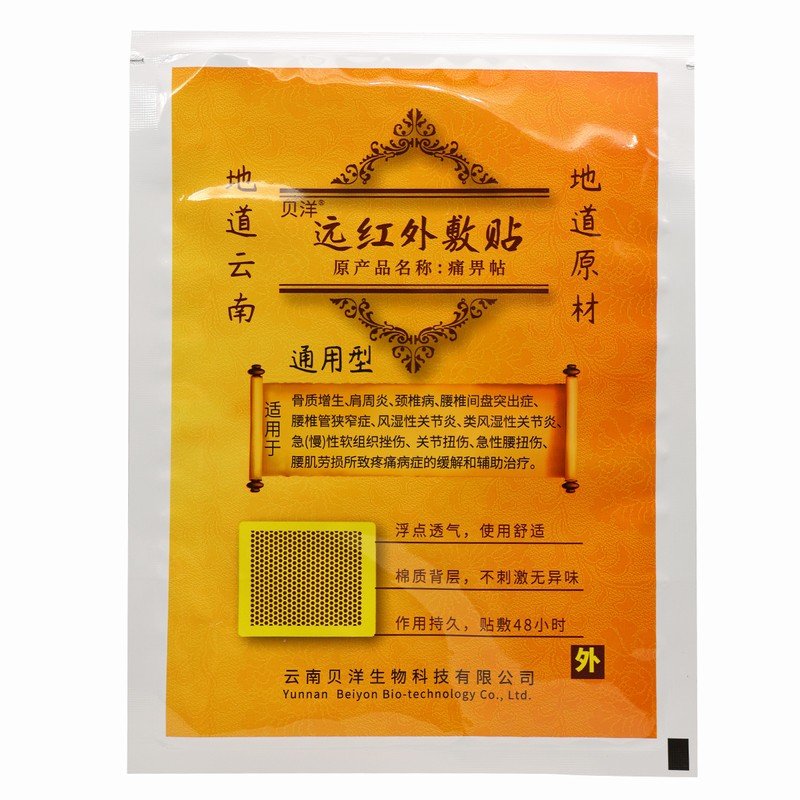 地道云南
地道原材
贝洋®
远红外敷贴
原产品名称:痛畀帖
通用型
适用于
骨质增生、肩周炎、颈椎病、腰椎间盘突出症、
腰椎管狭窄症、风湿性关节炎、类风湿性关节炎、
急(慢)性软组织挫伤、关节扭伤、急性腰扭伤、
腰肌劳损所致疼痛病症的缓解和辅助治疗。
浮点透气，使用舒适
棉质背层，不刺激无异味
作用持久，贴敷48小时
外
云南贝洋生物科技有限公司
Yunnan Beiyon Bio-technology Co., Ltd.